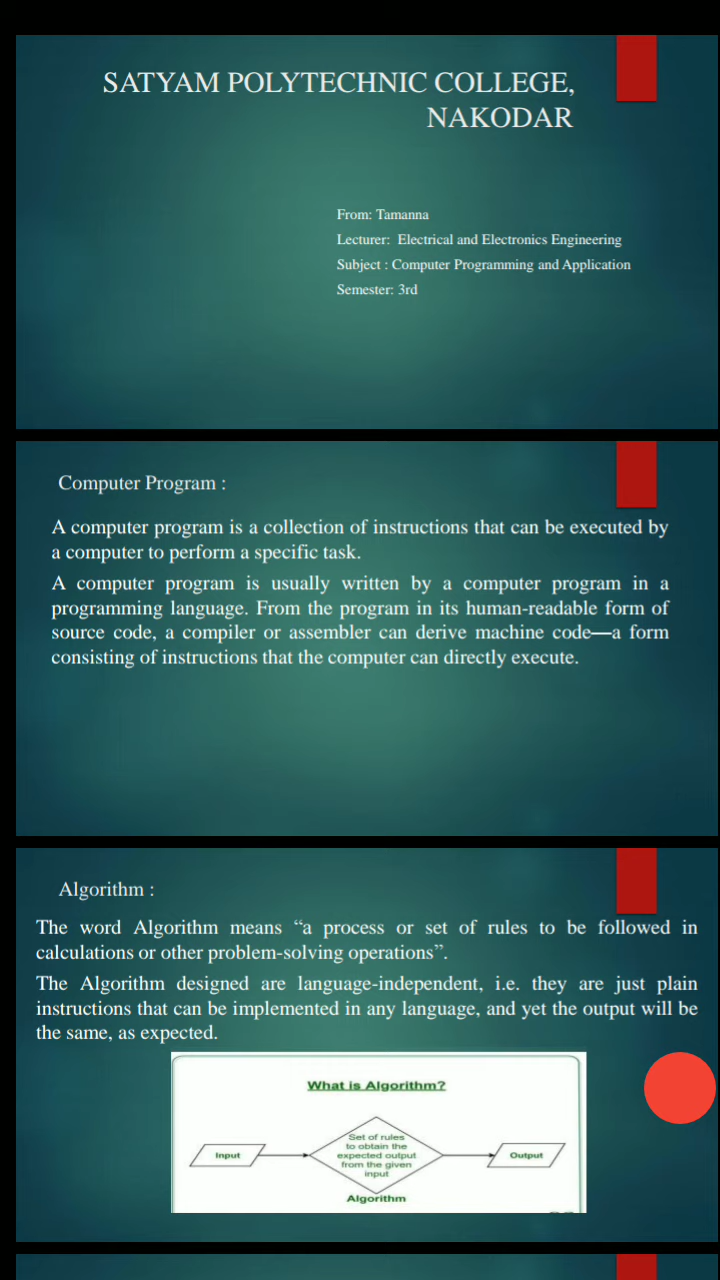 SATYAM POLYTECHNIC COLLEGE,
NAKODAR
From: Tamanna
Lecturer: Electrical and Electronics Engineering
Subject : Computer Programming and Application
Semester: 3rd
Computer Program :
A computer program is a collection of instructions that can be executed by
a computer to perform a specific task.
A computer program is usually written by a computer program in a
programming language. From the program in its human-readable form of
source code, a compiler or assembler can derive machine code—a form
consisting of instructions that the computer can directly execute.
Algorithm :
The word Algorithm means “a process or set of rules to be followed in
calculations or other problem-solving operations”.
The Algorithm designed are language-independent, i.e. they are just plain
instructions that can be implemented in any language, and yet the output will be
the same, as expected.
What is Algorithm?
Input
Set of rules
to obtain the
expected output
from the given
input
Output
Algorithm